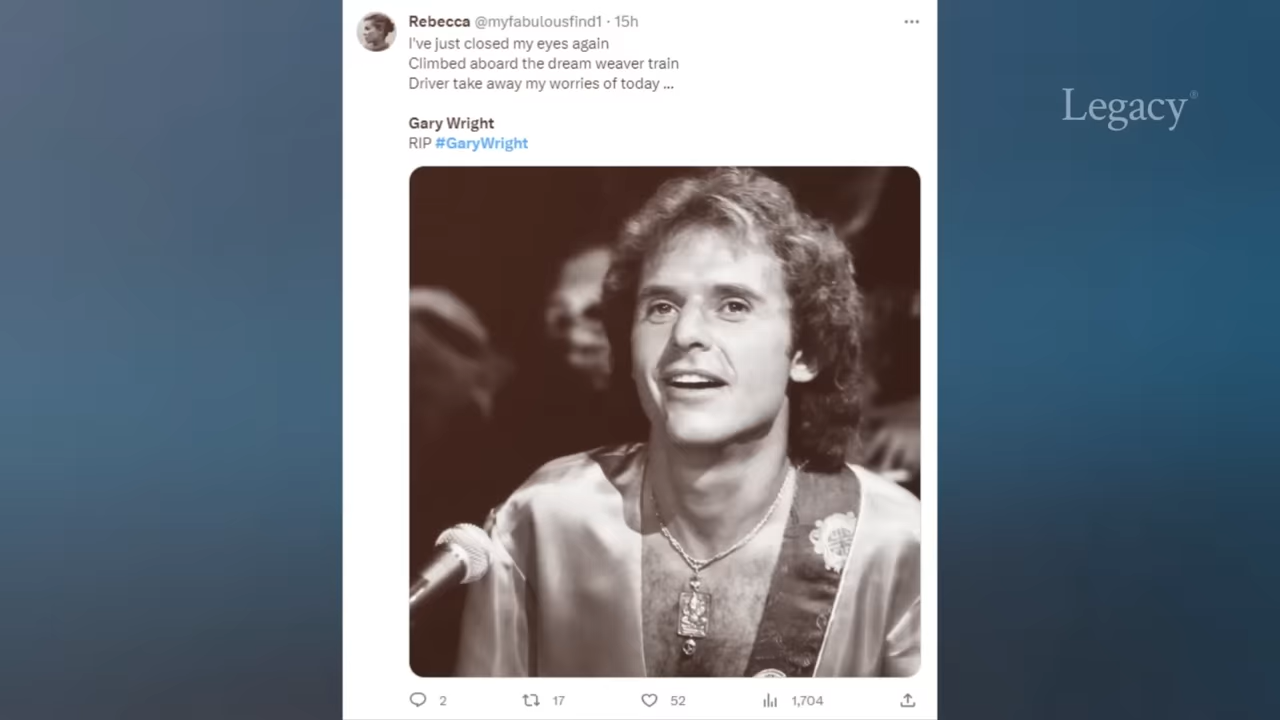 Rebecca @myfabulousfind1 · 15h
I've just closed my eyes again
Climbed aboard the dream weaver train
Driver take away my worries of today ...
Gary Wright
RIP #GaryWright
2 17 52 1,704
Legacy®